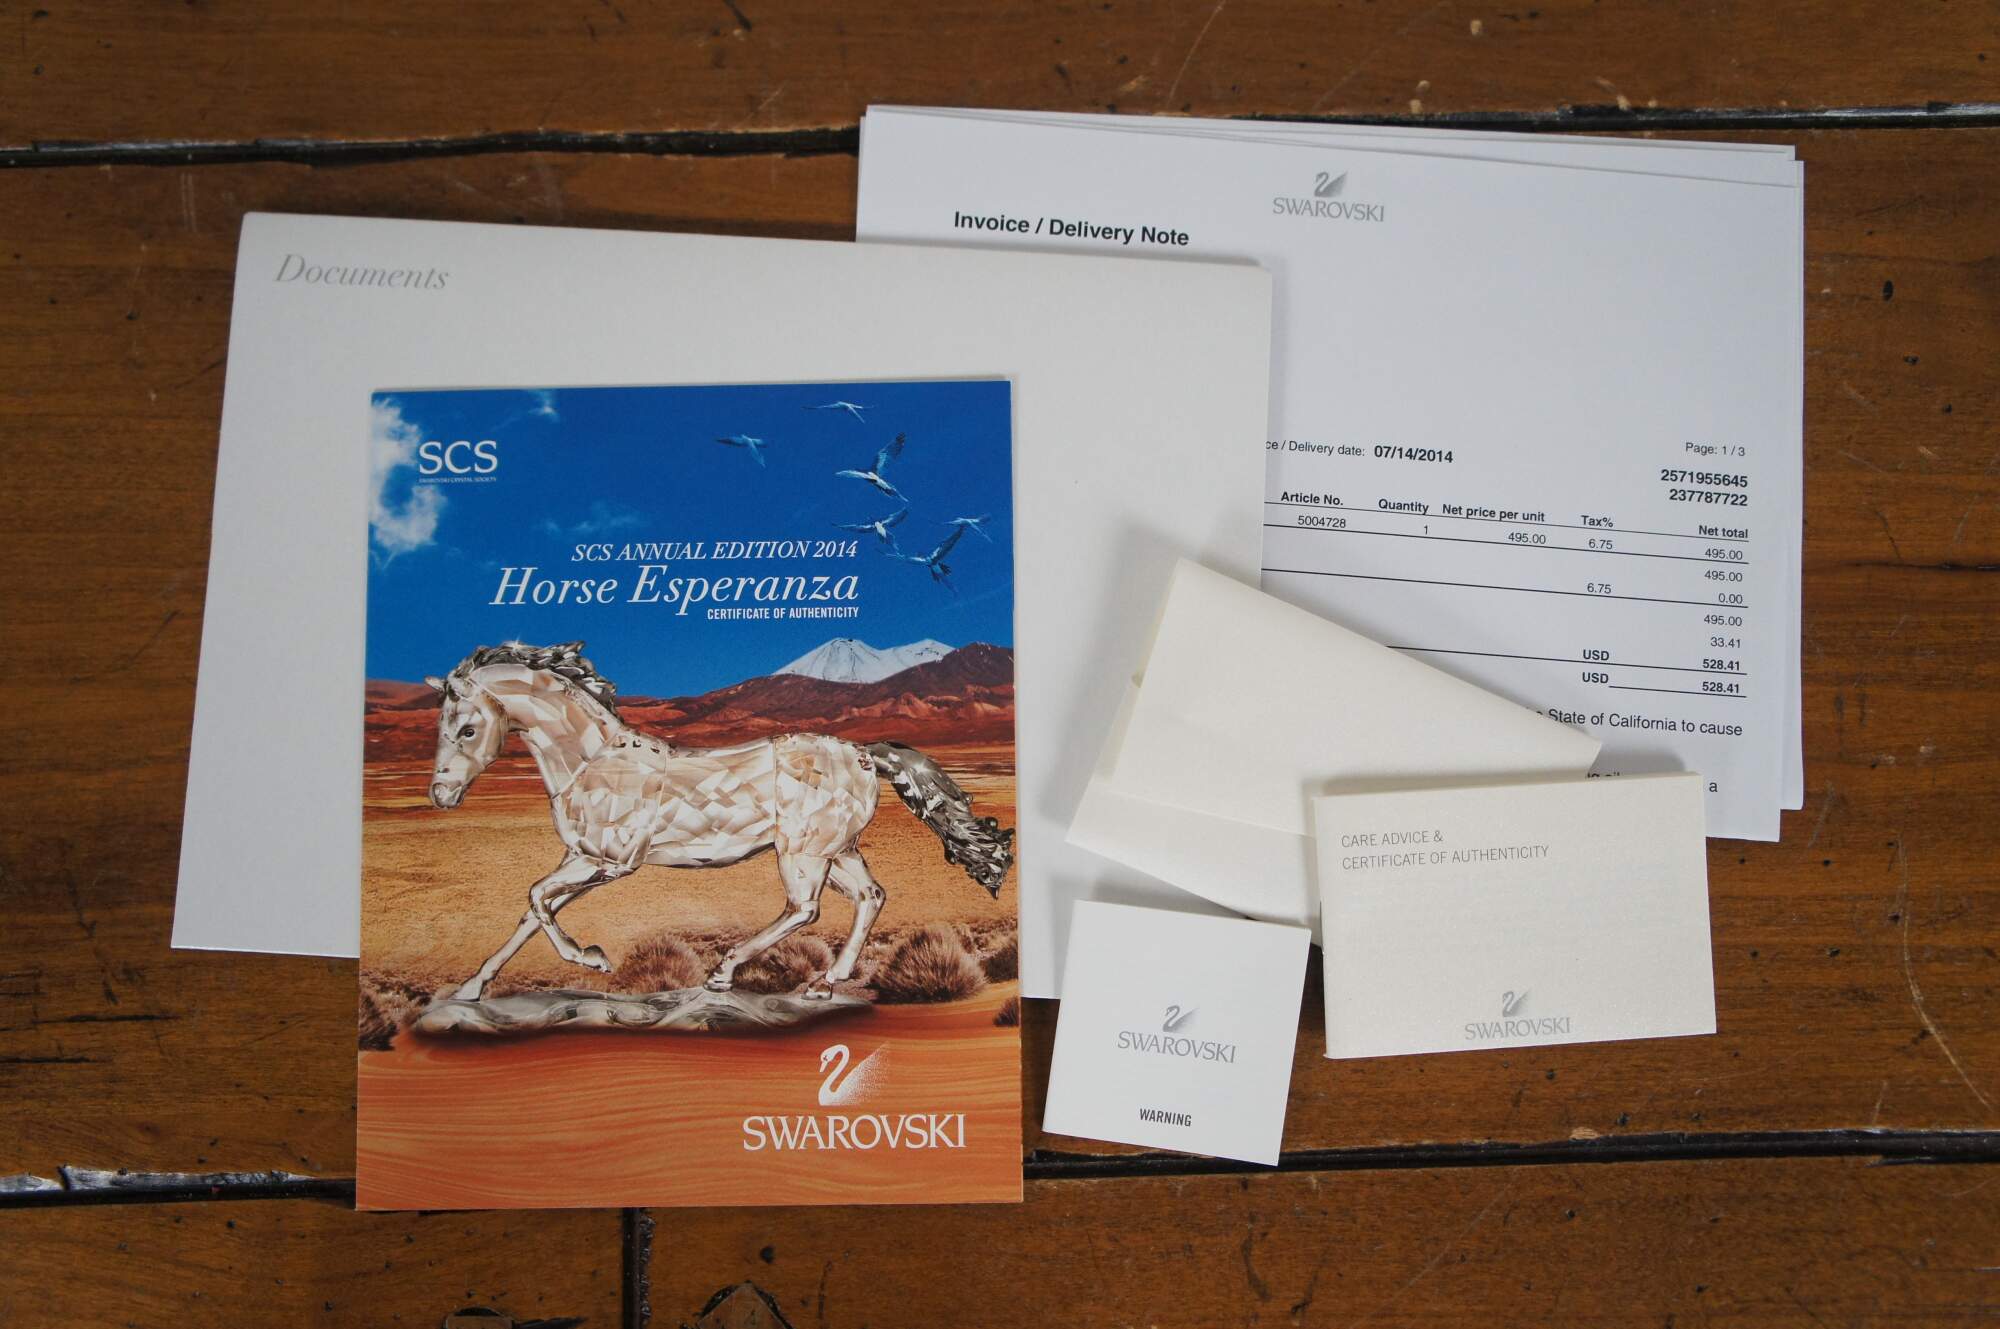 Documents
SWAROVSKI
Invoice / Delivery Note
/ Delivery date: 07/14/2014
Page: 1 / 3
2571955645
237787722
Article No. Quantity Net price per unit Tax% Net total
5004728 1 495.00 6.75 495.00
495.00
6.75 0.00
495.00
33.41
USD 528.41
USD 528.41
State of California to cause
a
SCS
SWAROVSKI CRYSTAL SOCIETY
SCS ANNUAL EDITION 2014
Horse Esperanza
CERTIFICATE OF AUTHENTICITY
SWAROVSKI
CARE ADVICE &
CERTIFICATE OF AUTHENTICITY
SWAROVSKI
SWAROVSKI
WARNING